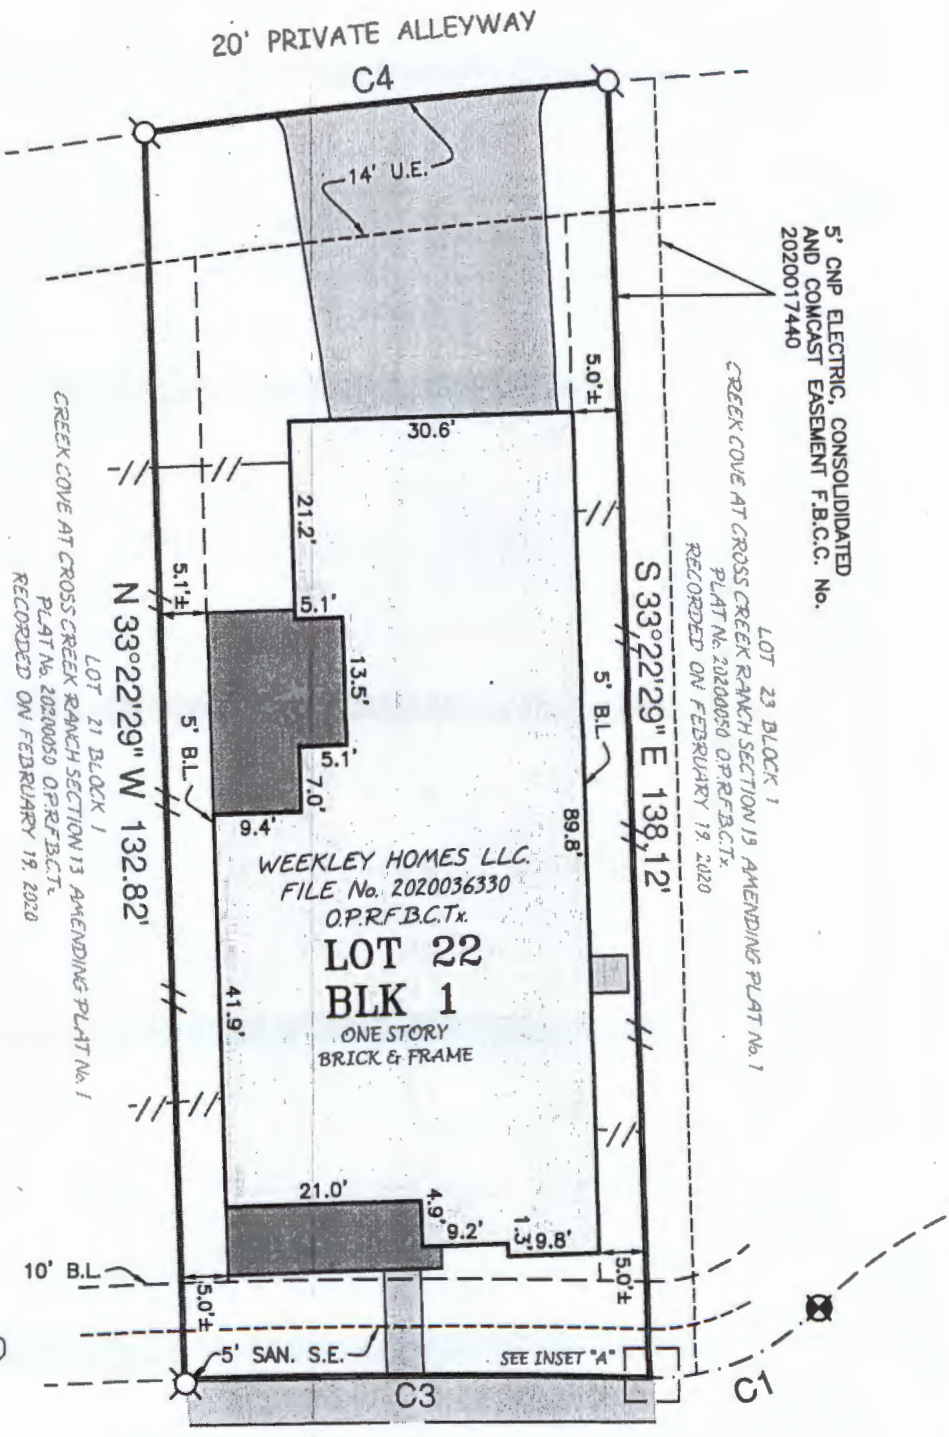 20' PRIVATE ALLEYWAY
C4
14' U.E.
5' CNP ELECTRIC, CONSOLIDIDATED
AND COMCAST EASEMENT F.B.C.C. No.
2020017440
5.0'±
30.6'
21.2'
LOT 23 BLOCK 1
CREEK COVE AT CROSS CREEK RANCH SECTION 13 AMENDING PLAT No. 1
PLAT No. 20200050 O.P.R.F.B.C.Tx.
RECORDED ON FEBRUARY 19, 2020
S 33°22'29" E 138.12'
5' B.L.
89.8'
5.1'±
5.1'
13.5'
5.1'
7.0'
9.4'
5' B.L.
N 33°22'29" W 132.82'
LOT 21 BLOCK 1
CREEK COVE AT CROSS CREEK RANCH SECTION 13 AMENDING PLAT No. 1
PLAT No. 20200050 O.P.R.F.B.C.Tx.
RECORDED ON FEBRUARY 19, 2020
WEEKLEY HOMES LLC.
FILE No. 2020036330
O.P.R.F.B.C.Tx.
LOT 22
BLK 1
ONE STORY
BRICK & FRAME
41.9'
21.0'
4.9'
9.2'
1.3'
9.8'
5.0'±
10' B.L.
5.0'±
5' SAN. S.E.
SEE INSET "A"
C3
C1